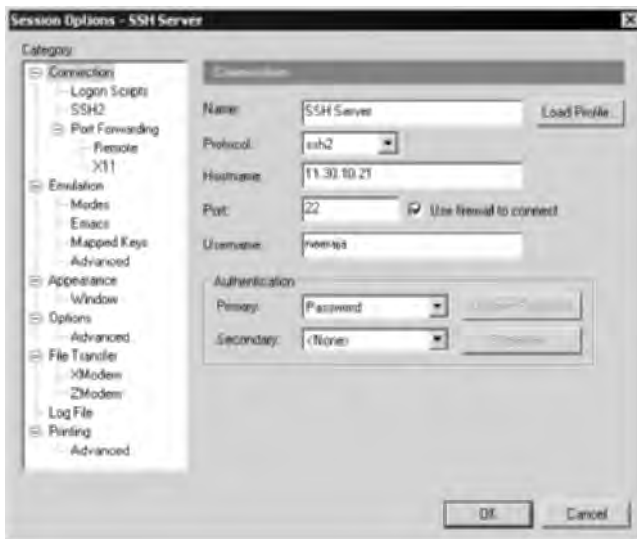 Session Options - SSH Server
Category:
Connection
Logon Scripts
SSH2
Port Forwarding
Remote
X11
Emulation
Modes
Emacs
Mapped Keys
Advanced
Appearance
Window
Options
Advanced
File Transfer
XModem
ZModem
Log File
Printing
Advanced
Connection
Name:
SSH Server
Load Profile...
Protocol:
ssh2
Hostname:
11.30.10.21
Port:
22
Use firewall to connect
Username:
neeraja
Authentication
Primary:
Password
Secondary:
<None>
OK
Cancel